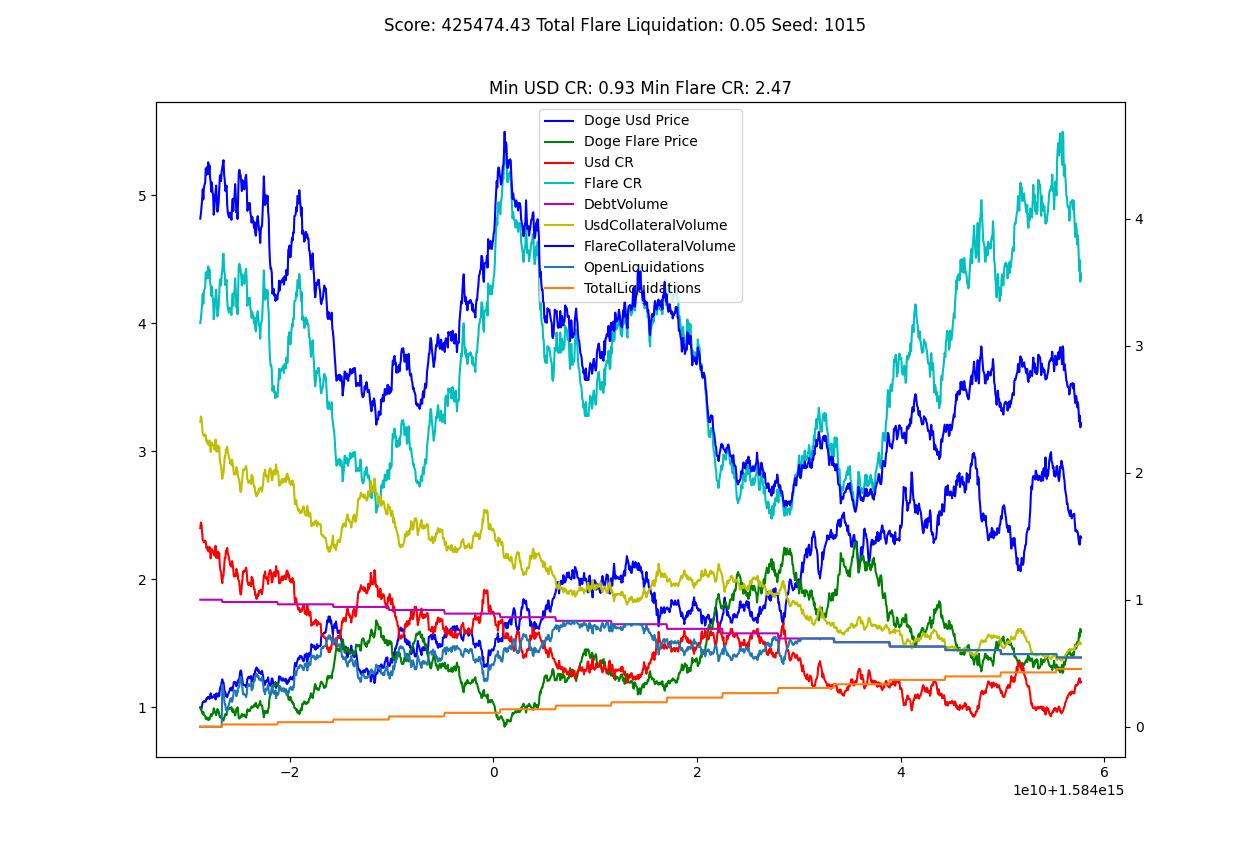 Score: 425474.43 Total Flare Liquidation: 0.05 Seed: 1015
Min USD CR: 0.93 Min Flare CR: 2.47
Doge Usd Price
Doge Flare Price
Usd CR
Flare CR
DebtVolume
UsdCollateralVolume
FlareCollateralVolume
OpenLiquidations
TotalLiquidations
5
4
3
2
1
4
3
2
1
0
−2
0
2
4
6
1e10+1.584e15